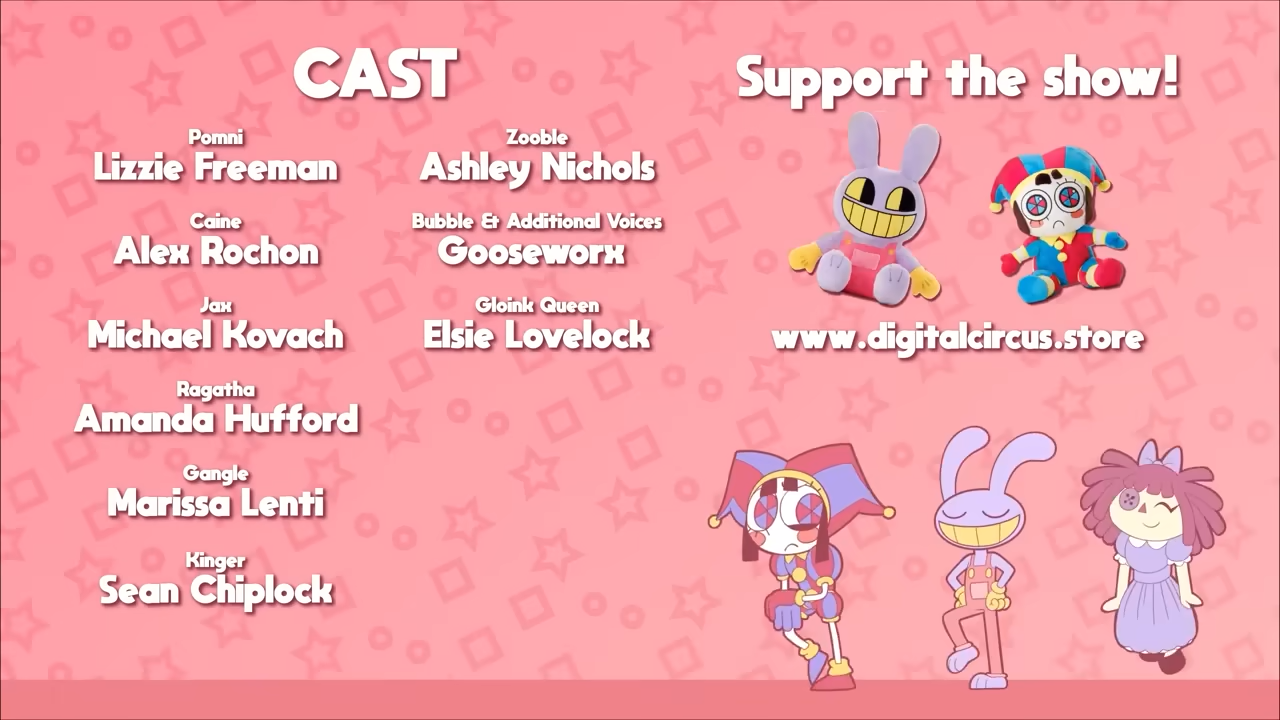 CAST
Pomni
Lizzie Freeman
Caine
Alex Rochon
Jax
Michael Kovach
Ragatha
Amanda Hufford
Gangle
Marissa Lenti
Kinger
Sean Chiplock
Zooble
Ashley Nichols
Bubble & Additional Voices
Gooseworx
Gloink Queen
Elsie Lovelock
Support the show!
www.digitalcircus.store